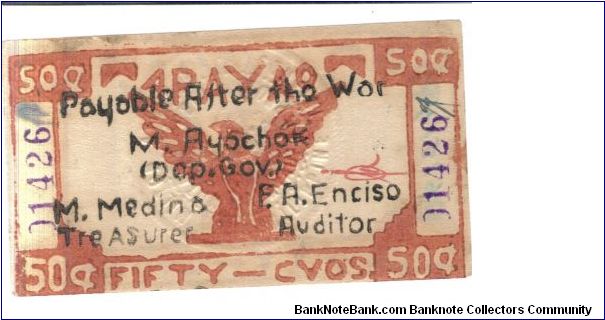 50¢ APAYAO 50¢
Payable After the War
M. Ayochok
(Dep. Gov.)
01426
01426
M. Medina F. A. Enciso
Treasurer Auditor
50¢ FIFTY — CVOS. 50¢
BankNoteBank.com Banknote Collectors Community